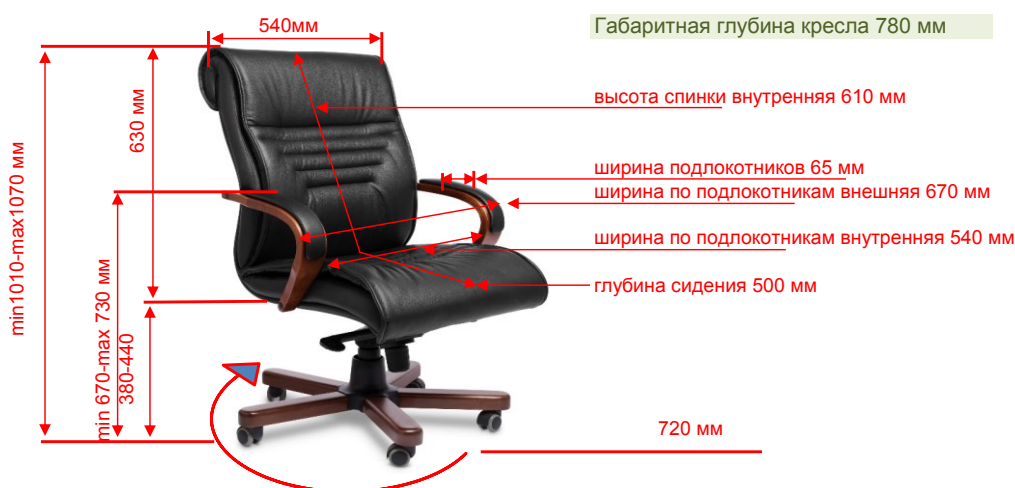 540мм
Габаритная глубина кресла 780 мм
высота спинки внутренняя 610 мм
630 мм
ширина подлокотников 65 мм
ширина по подлокотникам внешняя 670 мм
ширина по подлокотникам внутренняя 540 мм
глубина сидения 500 мм
min1010-max1070 мм
min 670-max 730 мм
380-440
720 мм